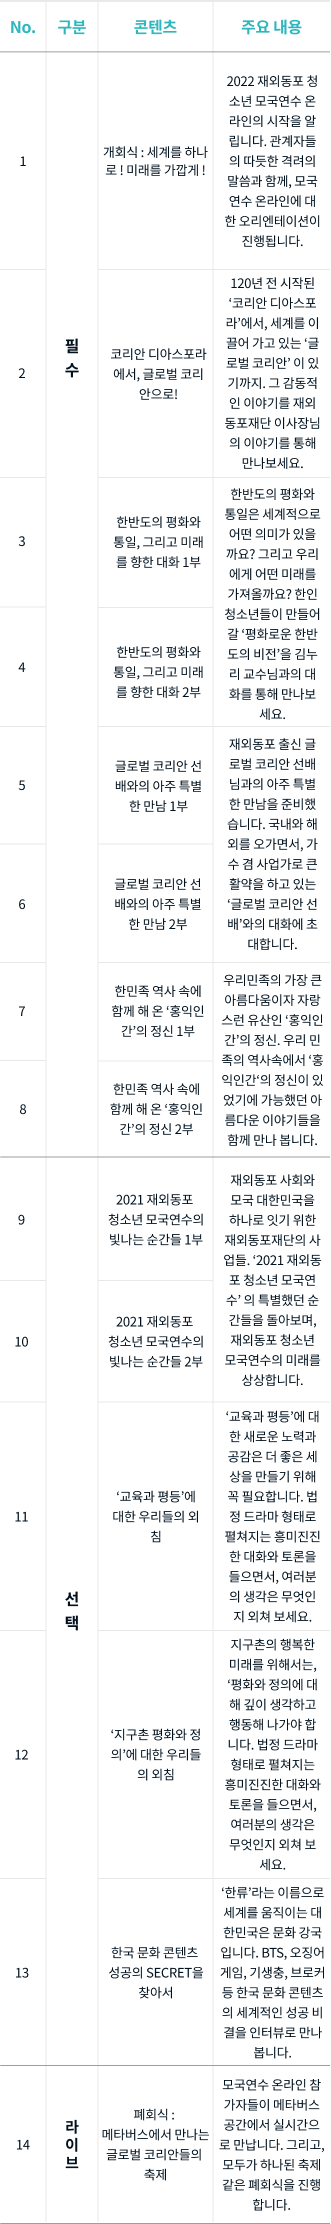 No. 구분 콘텐츠 주요 내용
1
필
수
개회식 : 세계를 하나
로 ! 미래를 가깝게 !
2022 재외동포 청
소년 모국연수 온
라인의 시작을 알
립니다. 관계자들
의 따듯한 격려의
말씀과 함께, 모국
연수 온라인에 대
한 오리엔테이션이
진행됩니다.
2
코리안 디아스포라
에서, 글로벌 코리
안으로!
120년 전 시작된
‘코리안 디아스포
라’에서, 세계를 이
끌어 가고 있는 ‘글
로벌 코리안’ 이 있
기까지. 그 감동적
인 이야기를 재외
동포재단 이사장님
의 이야기를 통해
만나보세요.
3
한반도의 평화와
통일, 그리고 미래
를 향한 대화 1부
한반도의 평화와
통일은 세계적으로
어떤 의미가 있을
까요? 그리고 우리
에게 어떤 미래를
가져올까요? 한인
청소년들이 만들어
갈 ‘평화로운 한반
도의 비전’을 김누
리 교수님과의 대
화를 통해 만나보
세요.
4
한반도의 평화와
통일, 그리고 미래
를 향한 대화 2부
5
글로벌 코리안 선
배와의 아주 특별
한 만남 1부
재외동포 출신 글
로벌 코리안 선배
님과의 아주 특별
한 만남을 준비했
습니다. 국내와 해
외를 오가면서, 가
수 겸 사업가로 큰
활약을 하고 있는
‘글로벌 코리안 선
배’와의 대화에 초
대합니다.
6
글로벌 코리안 선
배와의 아주 특별
한 만남 2부
7
한민족 역사 속에
함께 해 온 ‘홍익인
간’의 정신 1부
우리민족의 가장 큰
아름다움이자 자랑
스런 유산인 ‘홍익인
간’의 정신. 우리 민
족의 역사속에서 ‘홍
익인간‘의 정신이 있
었기에 가능했던 아
름다운 이야기들을
함께 만나 봅니다.
8
한민족 역사 속에
함께 해 온 ‘홍익인
간’의 정신 2부
9
선
택
2021 재외동포
청소년 모국연수의
빛나는 순간들 1부
재외동포 사회와
모국 대한민국을
하나로 잇기 위한
재외동포재단의 사
업들. ‘2021 재외동
포 청소년 모국연
수’ 의 특별했던 순
간들을 돌아보며,
재외동포 청소년
모국연수의 미래를
상상합니다.
10
2021 재외동포
청소년 모국연수의
빛나는 순간들 2부
11
‘교육과 평등’에
대한 우리들의 외
침
‘교육과 평등’에 대
한 새로운 노력과
공감은 더 좋은 세
상을 만들기 위해
꼭 필요합니다. 법
정 드라마 형태로
펼쳐지는 흥미진진
한 대화와 토론을
들으면서, 여러분
의 생각은 무엇인
지 외쳐 보세요.
12
‘지구촌 평화와 정
의’에 대한 우리들
의 외침
지구촌의 행복한
미래를 위해서는,
‘평화와 정의에 대
해 깊이 생각하고
행동해 나가야 합
니다. 법정 드라마
형태로 펼쳐지는
흥미진진한 대화와
토론을 들으면서,
여러분의 생각은
무엇인지 외쳐 보
세요.
13
한국 문화 콘텐츠
성공의 SECRET을
찾아서
‘한류’라는 이름으로
세계를 움직이는 대
한민국은 문화 강국
입니다. BTS, 오징어
게임, 기생충, 브로커
등 한국 문화 콘텐츠
의 세계적인 성공 비
결을 인터뷰로 만나
봅니다.
14
라
이
브
폐회식 :
메타버스에서 만나는
글로벌 코리안들의
축제
모국연수 온라인 참
가자들이 메타버스
공간에서 실시간으
로 만납니다. 그리고,
모두가 하나된 축제
같은 폐회식을 진행
합니다.